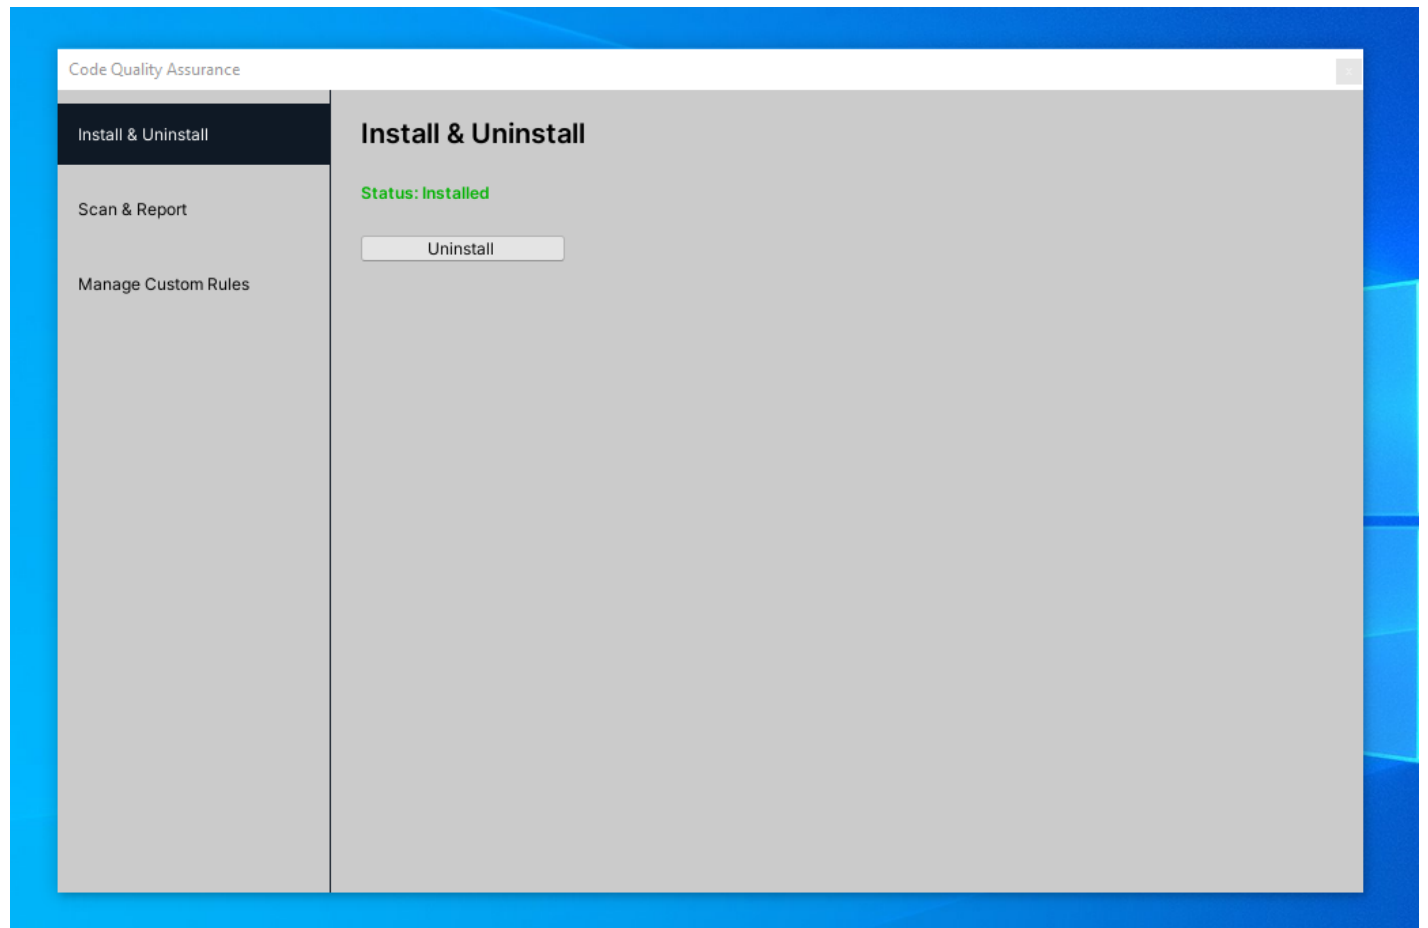 Code Quality Assurance
x
Install & Uninstall
Scan & Report
Manage Custom Rules
Install & Uninstall
Status: Installed
Uninstall